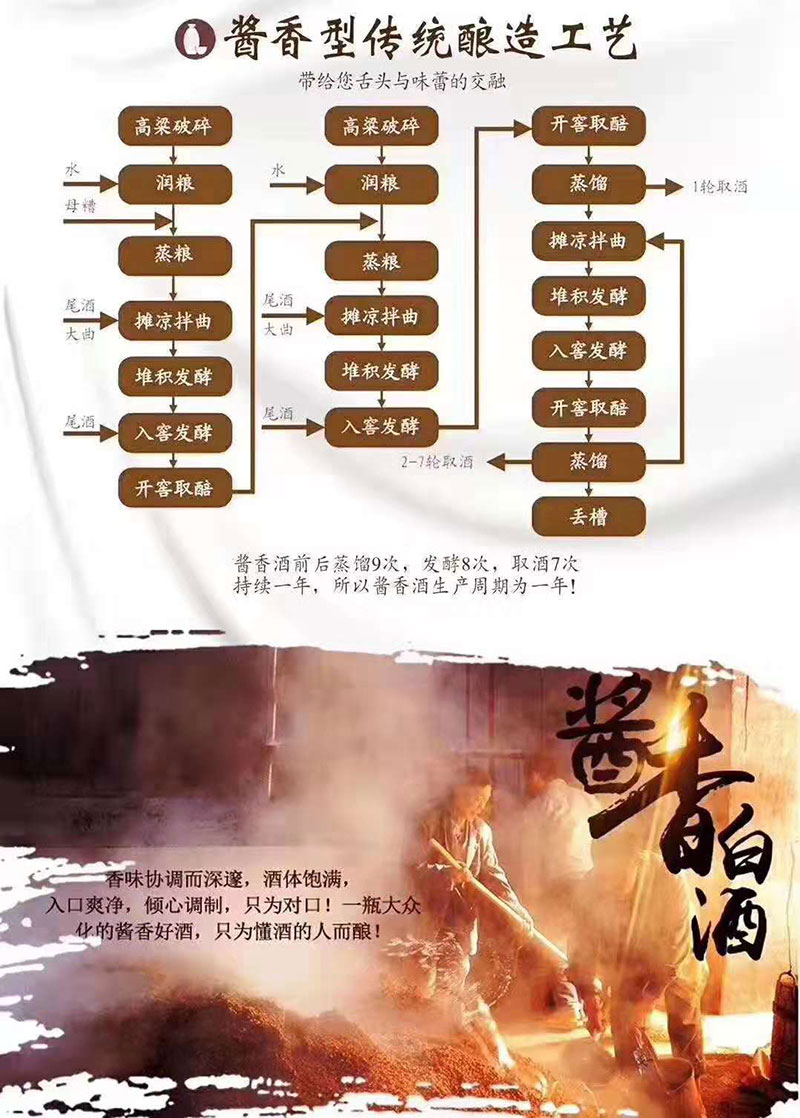 酱香型传统酿造工艺
带给您舌头与味蕾的交融
高粱破碎
水
润粮
母槽
蒸粮
尾酒
大曲
摊凉拌曲
堆积发酵
尾酒
入窖发酵
开窖取醅
高粱破碎
水
润粮
蒸粮
尾酒
大曲
摊凉拌曲
堆积发酵
尾酒
入窖发酵
开窖取醅
蒸馏
1轮取酒
摊凉拌曲
堆积发酵
入窖发酵
开窖取醅
2-7轮取酒
蒸馏
丢槽
酱香酒前后蒸馏9次，发酵8次，取酒7次
持续一年，所以酱香酒生产周期为一年！
酱香白酒
香味协调而深邃，酒体饱满，
入口爽净，倾心调制，只为对口！一瓶大众
化的酱香好酒，只为懂酒的人而酿！